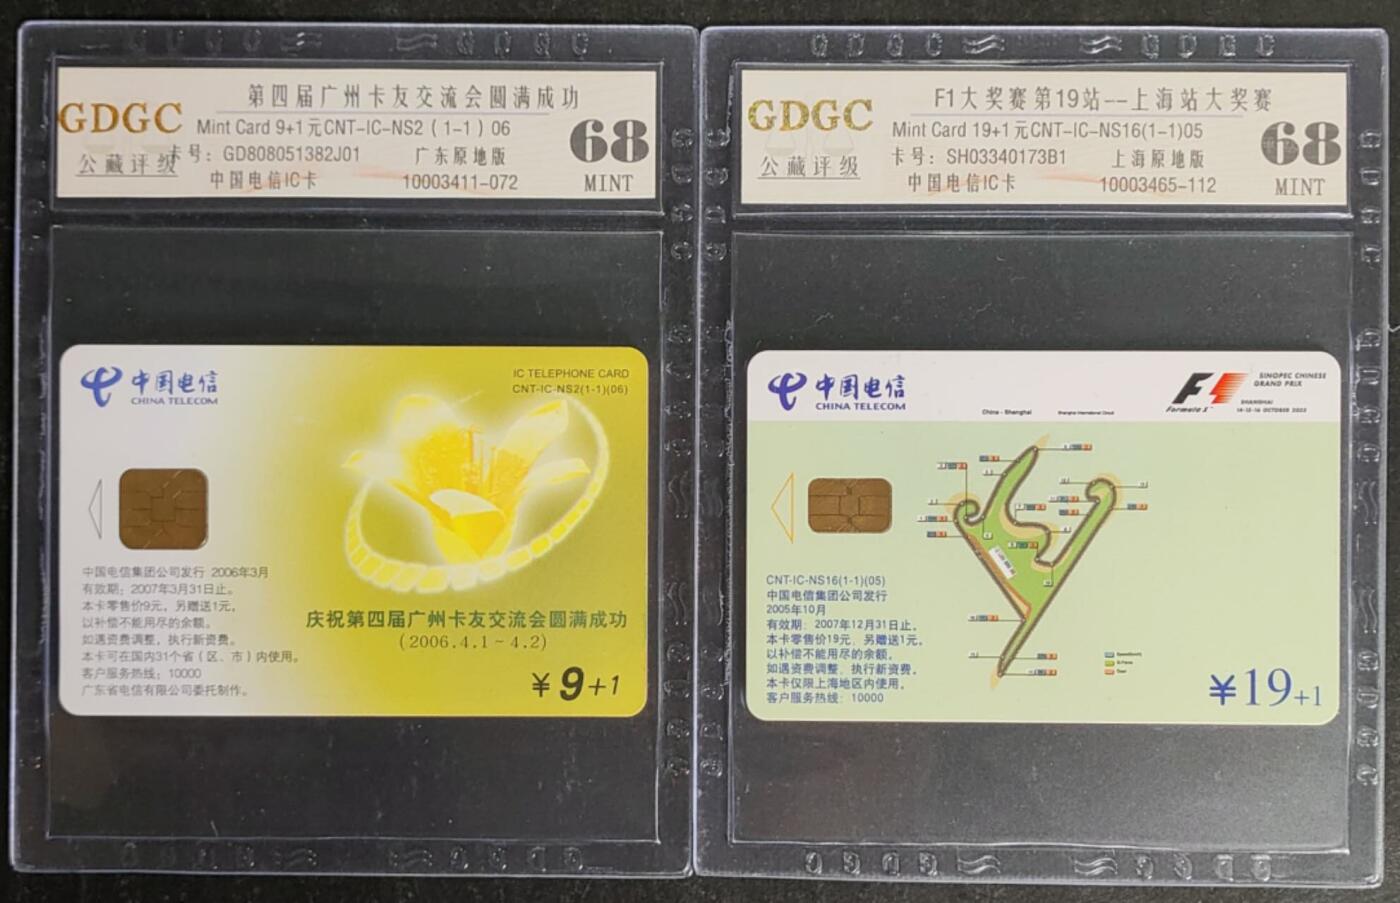 GDGC
公藏评级
第四届广州卡友交流会圆满成功
Mint Card 9+1元CNT-IC-NS2（1-1）06
卡号：GD808051382J01 广东原地版
中国电信IC卡 10003411-072
68
MINT
中国电信
CHINA TELECOM
IC TELEPHONE CARD
CNT-IC-NS2(1-1)(06)
中国电信集团公司发行 2006年3月
有效期：2007年3月31日止。
本卡零售价9元，另赠送1元，
以补偿不能用尽的余额。
如遇资费调整，执行新资费。
本卡可在国内31个省（区、市）内使用。
客户服务热线：10000
广东省电信有限公司委托制作。
庆祝第四届广州卡友交流会圆满成功
(2006.4.1~4.2)
¥9+1
GDGC
公藏评级
F1大奖赛第19站--上海站大奖赛
Mint Card 19+1元CNT-IC-NS16(1-1)05
卡号：SH03340173B1 上海原地版
中国电信IC卡 10003465-112
68
MINT
中国电信
CHINA TELECOM
China - Shanghai
Shanghai International Circuit
F1
Formula 1
SINOPEC CHINESE
GRAND PRIX
SHANGHAI
CNT-IC-NS16(1-1)(05)
中国电信集团公司发行
2005年10月
有效期：2007年12月31日止。
本卡零售价19元，另赠送1元，
以补偿不能用尽的余额。
如遇资费调整，执行新资费。
本卡仅限上海地区内使用。
客户服务热线：10000
¥19+1